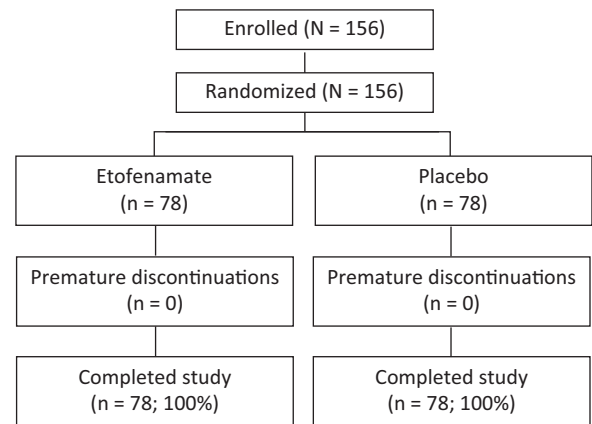 Enrolled (N = 156)
Randomized (N = 156)
Etofenamate
(n = 78)
Placebo
(n = 78)
Premature discontinuations
(n = 0)
Premature discontinuations
(n = 0)
Completed study
(n = 78; 100%)
Completed study
(n = 78; 100%)